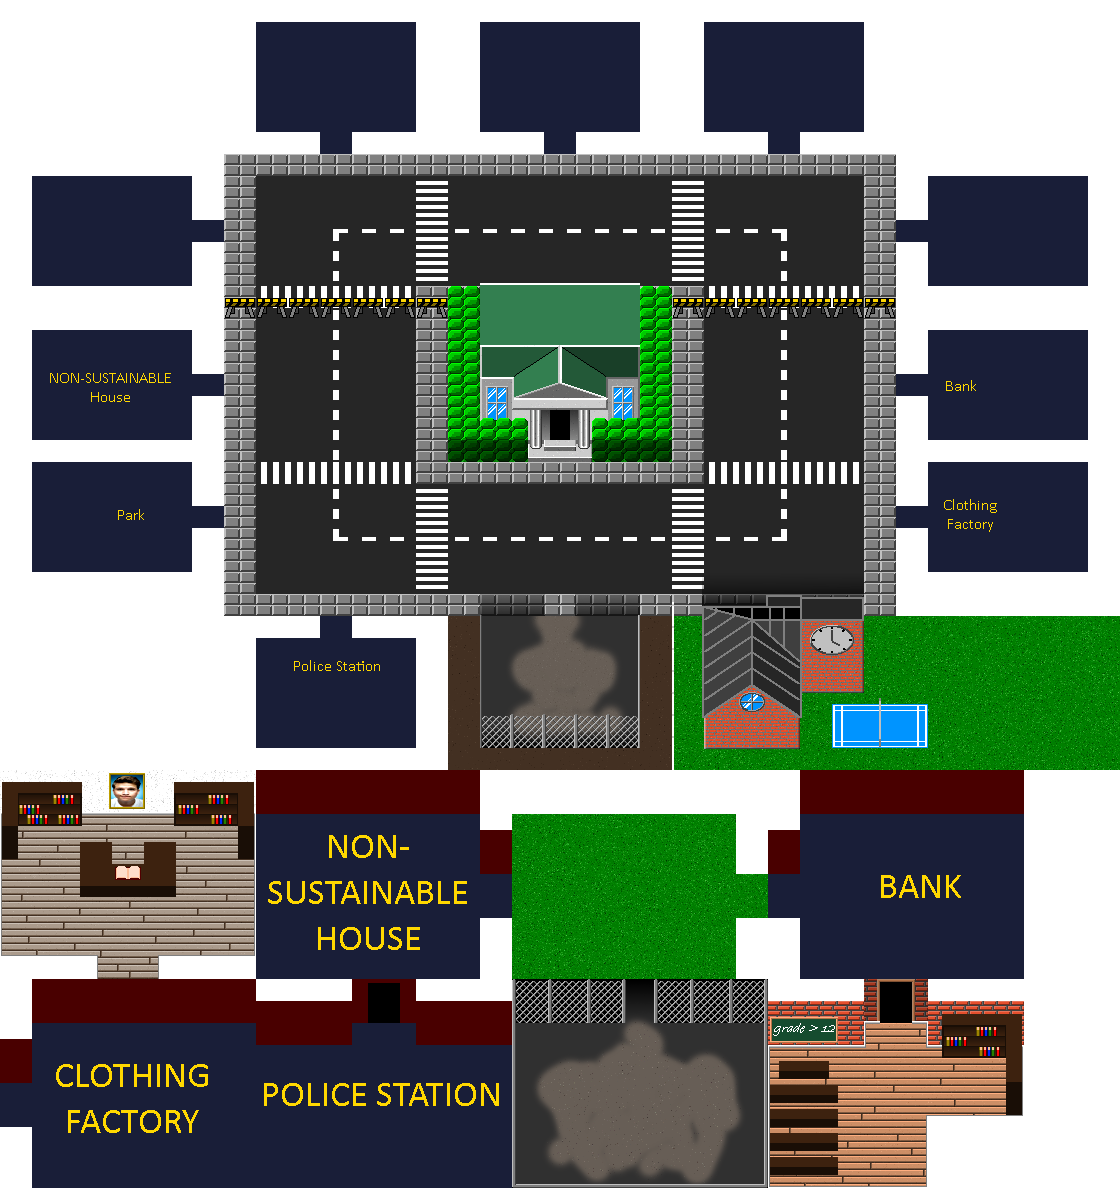 NON-SUSTAINABLE
House
Bank
Park
Clothing
Factory
Police Station
NON-
SUSTAINABLE
HOUSE
BANK
CLOTHING
FACTORY
POLICE STATION
grade > 12